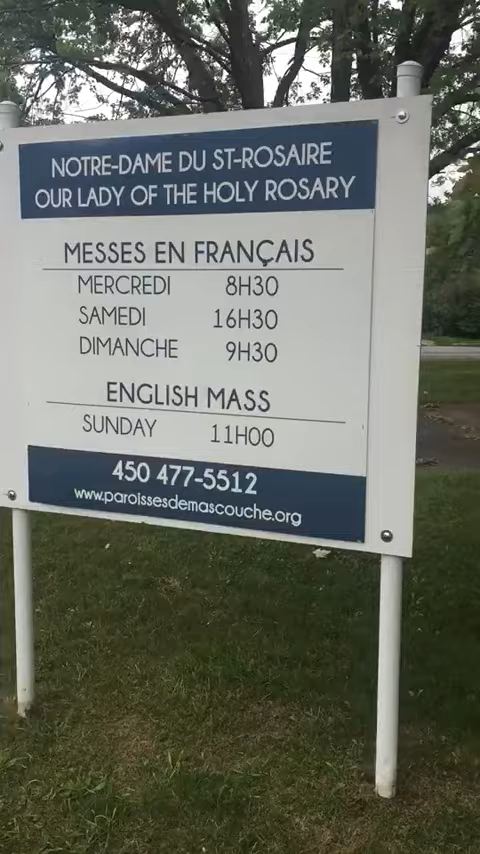 NOTRE-DAME DU ST-ROSAIRE
OUR LADY OF THE HOLY ROSARY
MESSES EN FRANÇAIS
MERCREDI 8H30
SAMEDI 16H30
DIMANCHE 9H30
ENGLISH MASS
SUNDAY 11H00
450 477-5512
www.paroissesdemascouche.org